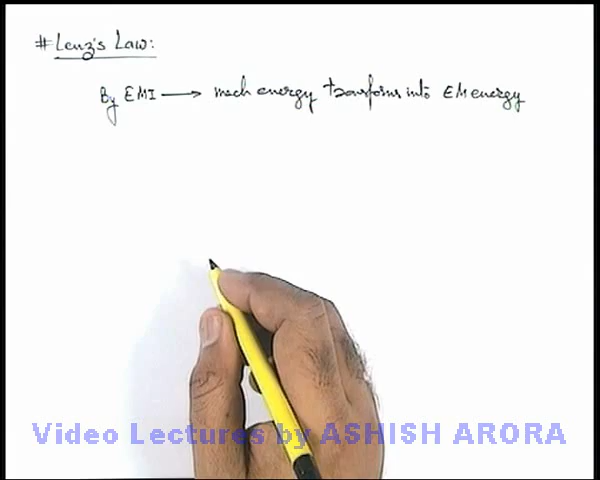 # Lenz's Law:
By EMI → mech energy transforms into EM energy
Video Lectures by ASHISH ARORA